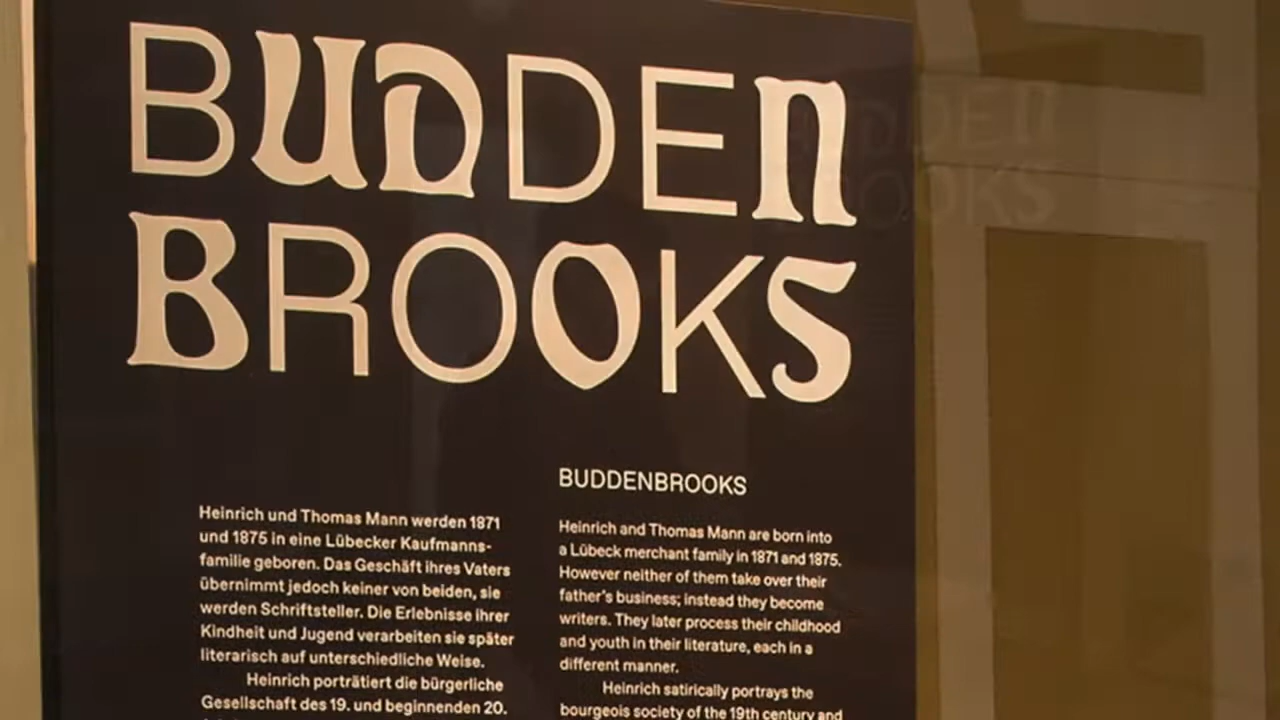 BUDDEN
BROOKS
Heinrich und Thomas Mann werden 1871
und 1875 in eine Lübecker Kaufmanns-
familie geboren. Das Geschäft ihres Vaters
übernimmt jedoch keiner von beiden, sie
werden Schriftsteller. Die Erlebnisse ihrer
Kindheit und Jugend verarbeiten sie später
literarisch auf unterschiedliche Weise.
Heinrich porträtiert die bürgerliche
Gesellschaft des 19. und beginnenden 20.
BUDDENBROOKS
Heinrich and Thomas Mann are born into
a Lübeck merchant family in 1871 and 1875.
However neither of them take over their
father's business; instead they become
writers. They later process their childhood
and youth in their literature, each in a
different manner.
Heinrich satirically portrays the
bourgeois society of the 19th century and